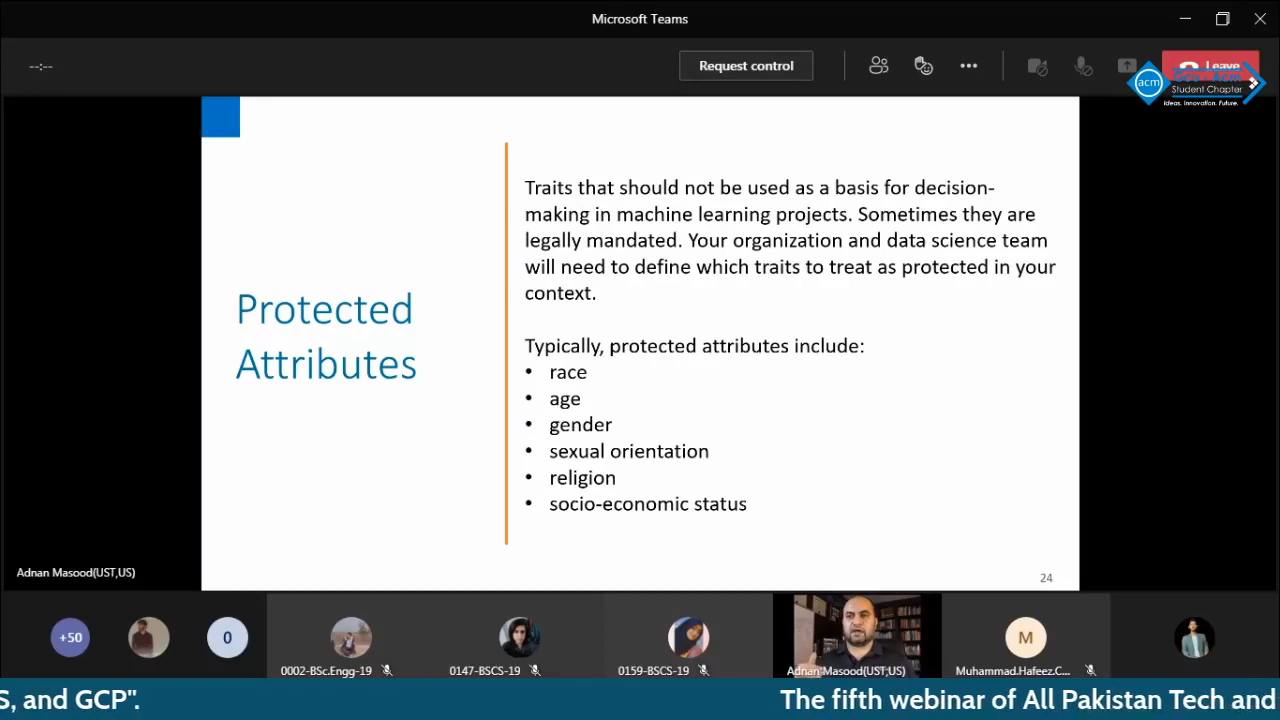 Microsoft Teams
--:--
Request control
Leave
acm
Gcv - Acm
Student Chapter
Ideas. Innovation. Future.
Protected
Attributes
Traits that should not be used as a basis for decision-
making in machine learning projects. Sometimes they are
legally mandated. Your organization and data science team
will need to define which traits to treat as protected in your
context.
Typically, protected attributes include:
• race
• age
• gender
• sexual orientation
• religion
• socio-economic status
24
Adnan Masood(UST,US)
+50
0
0002-BSc.Engg-19
0147-BSCS-19
0159-BSCS-19
Adnan Masood(UST,US)
M
Muhammad.Hafeez.C...
S, and GCP".
The fifth webinar of All Pakistan Tech and